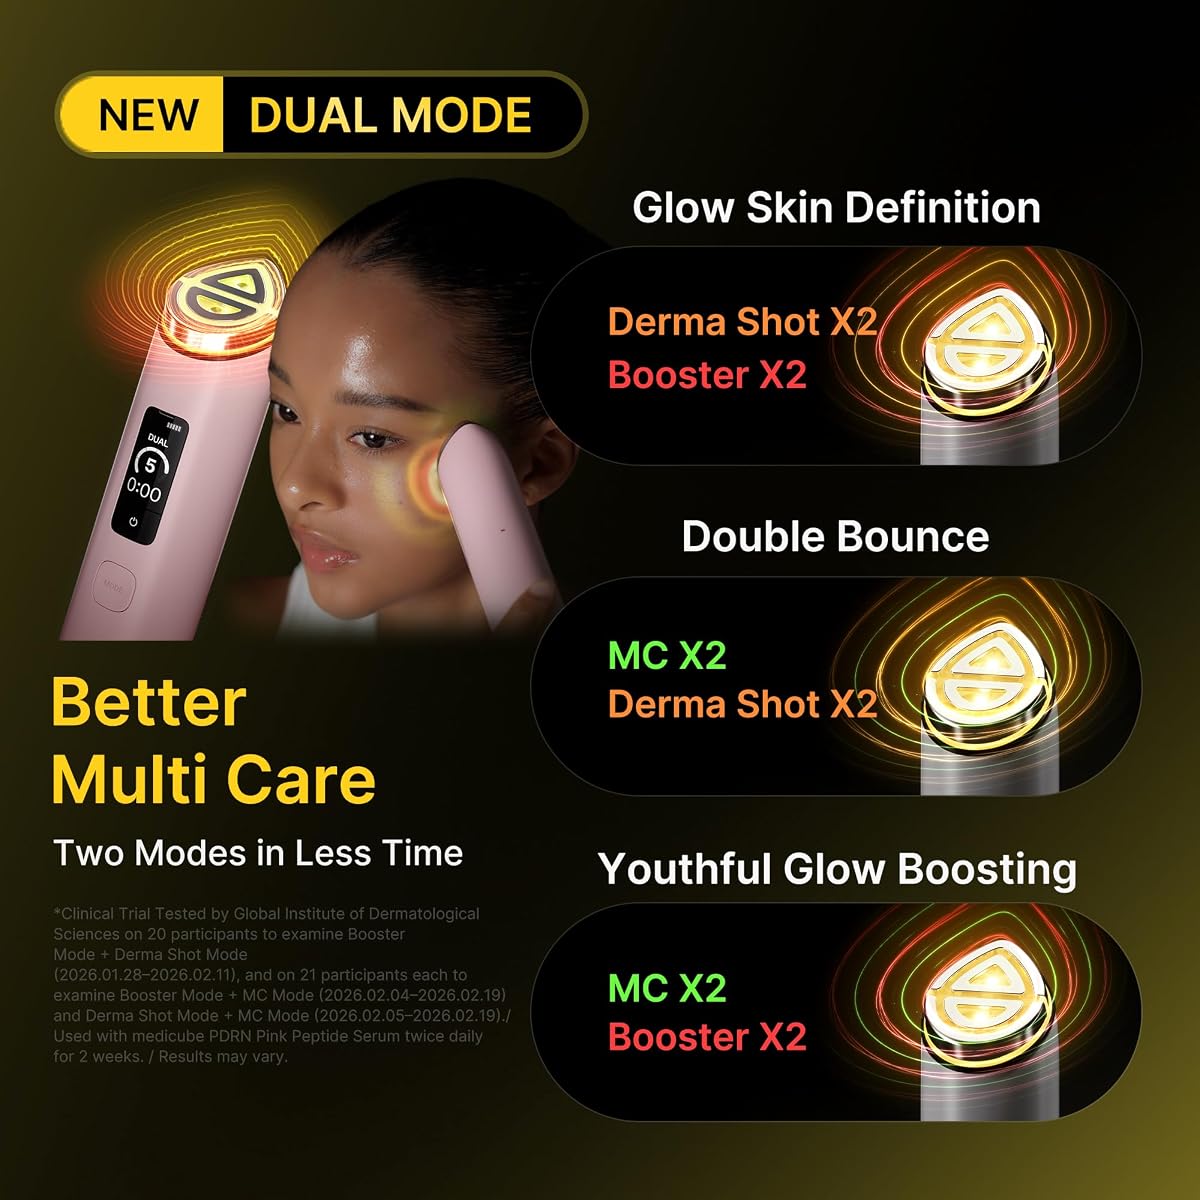 NEW DUAL MODE
DUAL
5
0:00
MODE
Better
Multi Care
Two Modes in Less Time
*Clinical Trial Tested by Global Institute of Dermatological
Sciences on 20 participants to examine Booster
Mode + Derma Shot Mode
(2026.01.28–2026.02.11), and on 21 participants each to
examine Booster Mode + MC Mode (2026.02.04–2026.02.19)
and Derma Shot Mode + MC Mode (2026.02.05–2026.02.19)./
Used with medicube PDRN Pink Peptide Serum twice daily
for 2 weeks. / Results may vary.
Glow Skin Definition
Derma Shot X2
Booster X2
Double Bounce
MC X2
Derma Shot X2
Youthful Glow Boosting
MC X2
Booster X2